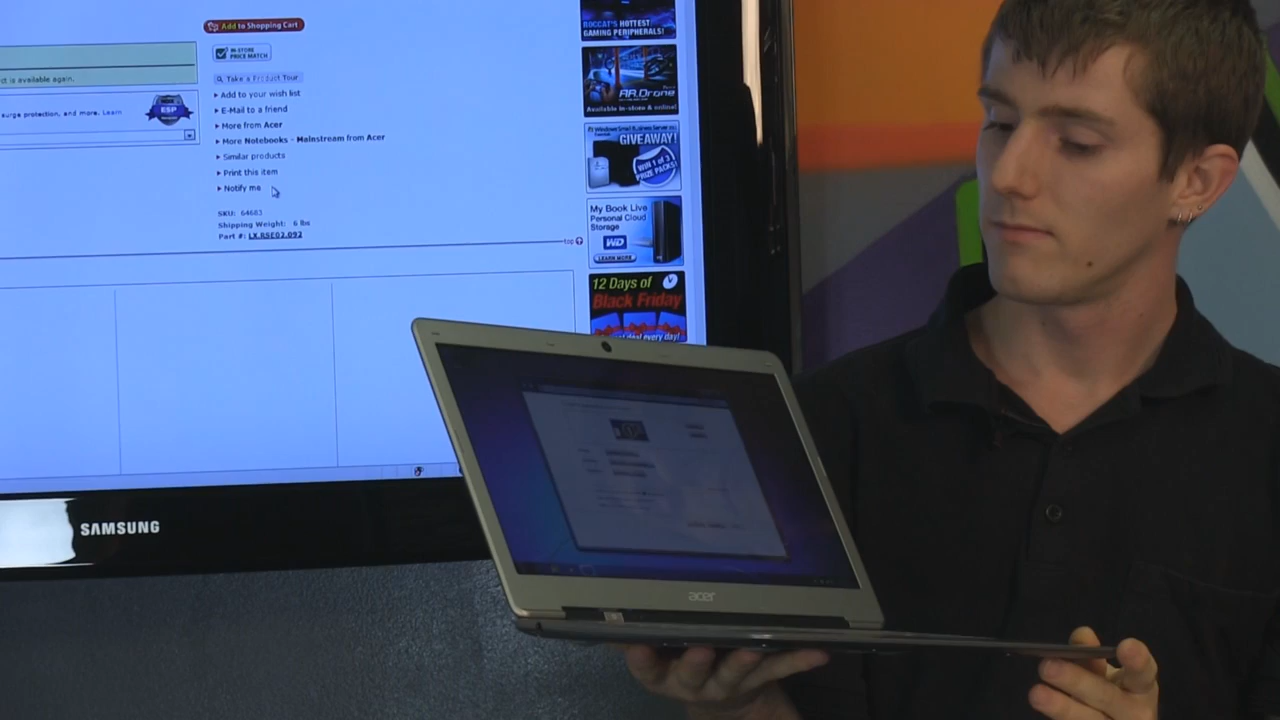 Add to Shopping Cart
IN-STORE
PRICE MATCH
ct is available again.
Take a Product Tour
Add to your wish list
surge protection, and more. Learn
ESP
E-Mail to a friend
More from Acer
More Notebooks - Mainstream from Acer
Similar products
Print this item
Notify me
SKU: 64683
Shipping Weight: 6 lbs
Part #: LX.RSE02.092
top
ROCCAT'S HOTTEST
GAMING PERIPHERALS!
AR.Drone
Available in-store & online!
GIVEAWAY!
WIN 1 of 3
PRIZE PACKS!
My Book Live
Personal Cloud
Storage
WD
LEARN MORE
12 Days of
Black Friday
deal every day!
SAMSUNG
acer